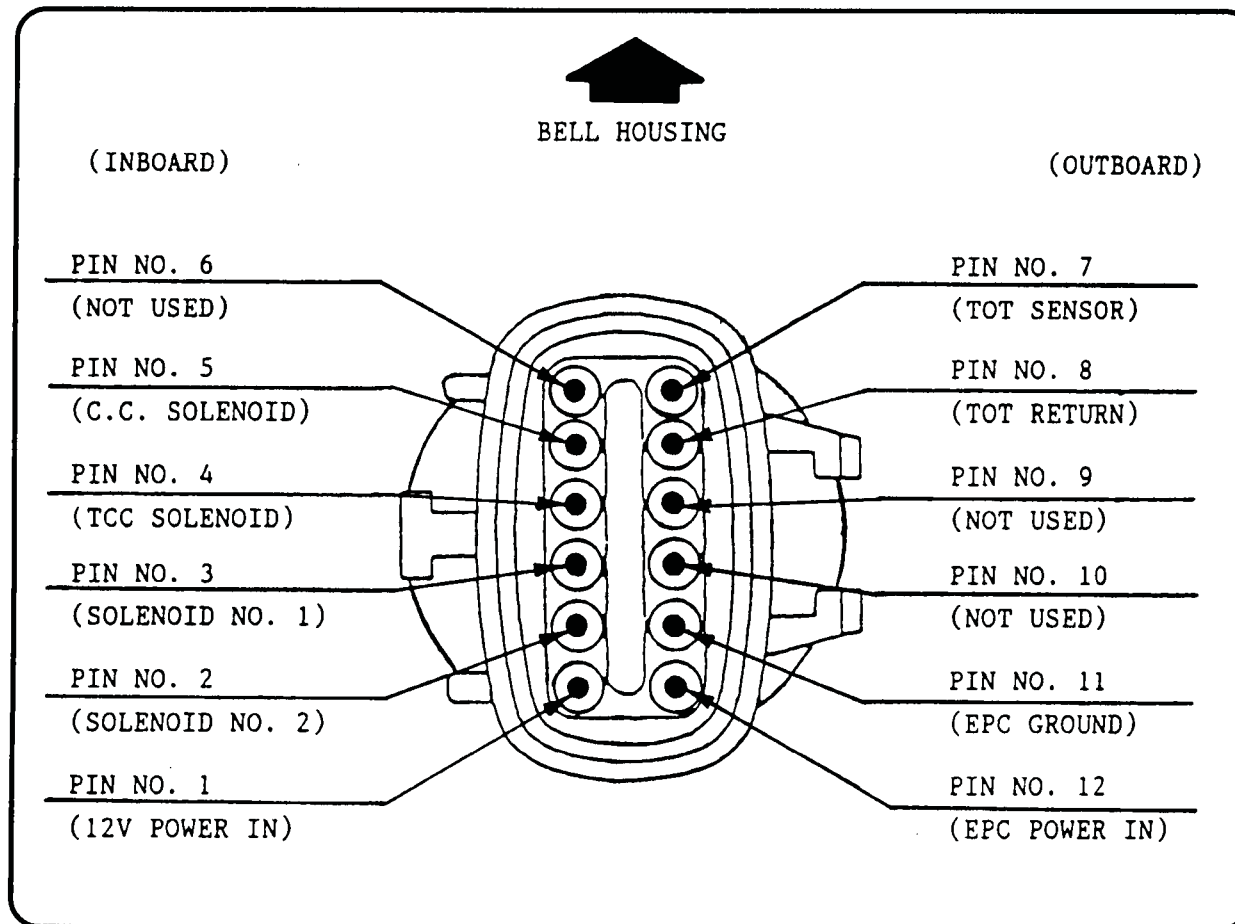 BELL HOUSING
(INBOARD)
(OUTBOARD)
PIN NO. 6
(NOT USED)
PIN NO. 5
(C.C. SOLENOID)
PIN NO. 4
(TCC SOLENOID)
PIN NO. 3
(SOLENOID NO. 1)
PIN NO. 2
(SOLENOID NO. 2)
PIN NO. 1
(12V POWER IN)
PIN NO. 7
(TOT SENSOR)
PIN NO. 8
(TOT RETURN)
PIN NO. 9
(NOT USED)
PIN NO. 10
(NOT USED)
PIN NO. 11
(EPC GROUND)
PIN NO. 12
(EPC POWER IN)